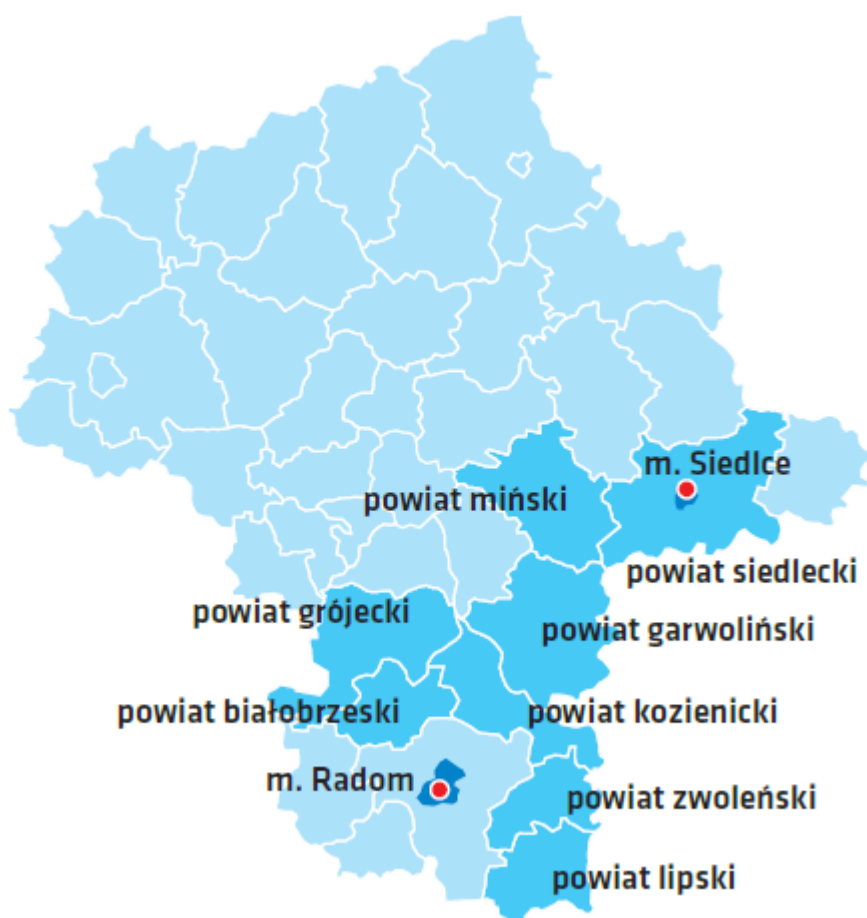 m. Siedlce
powiat miński
powiat siedlecki
powiat grójecki
powiat garwoliński
powiat białobrzeski
powiat kozienicki
m. Radom
powiat zwoleński
powiat lipski